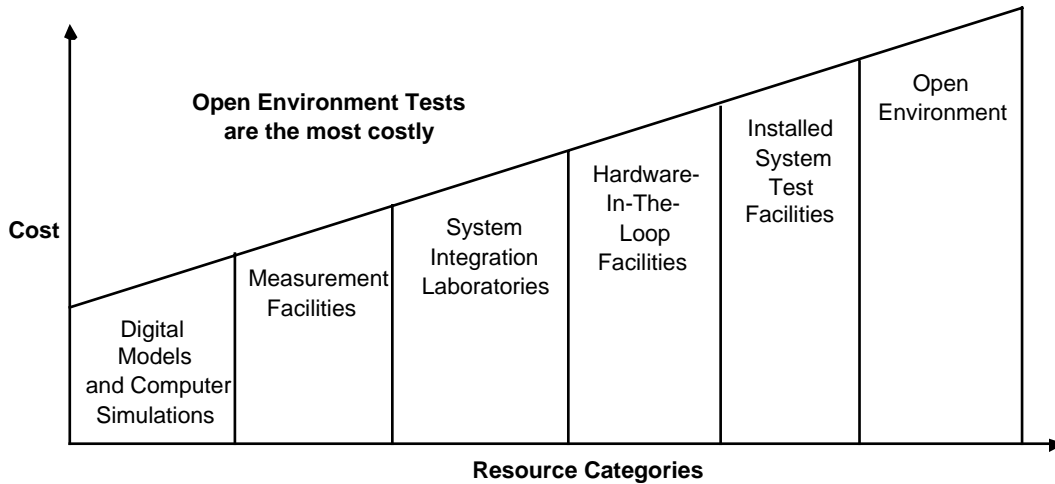 Open Environment Tests
are the most costly
Cost
Digital
Models
and Computer
Simulations
Measurement
Facilities
System
Integration
Laboratories
Hardware-
In-The-
Loop
Facilities
Installed
System
Test
Facilities
Open
Environment
Resource Categories